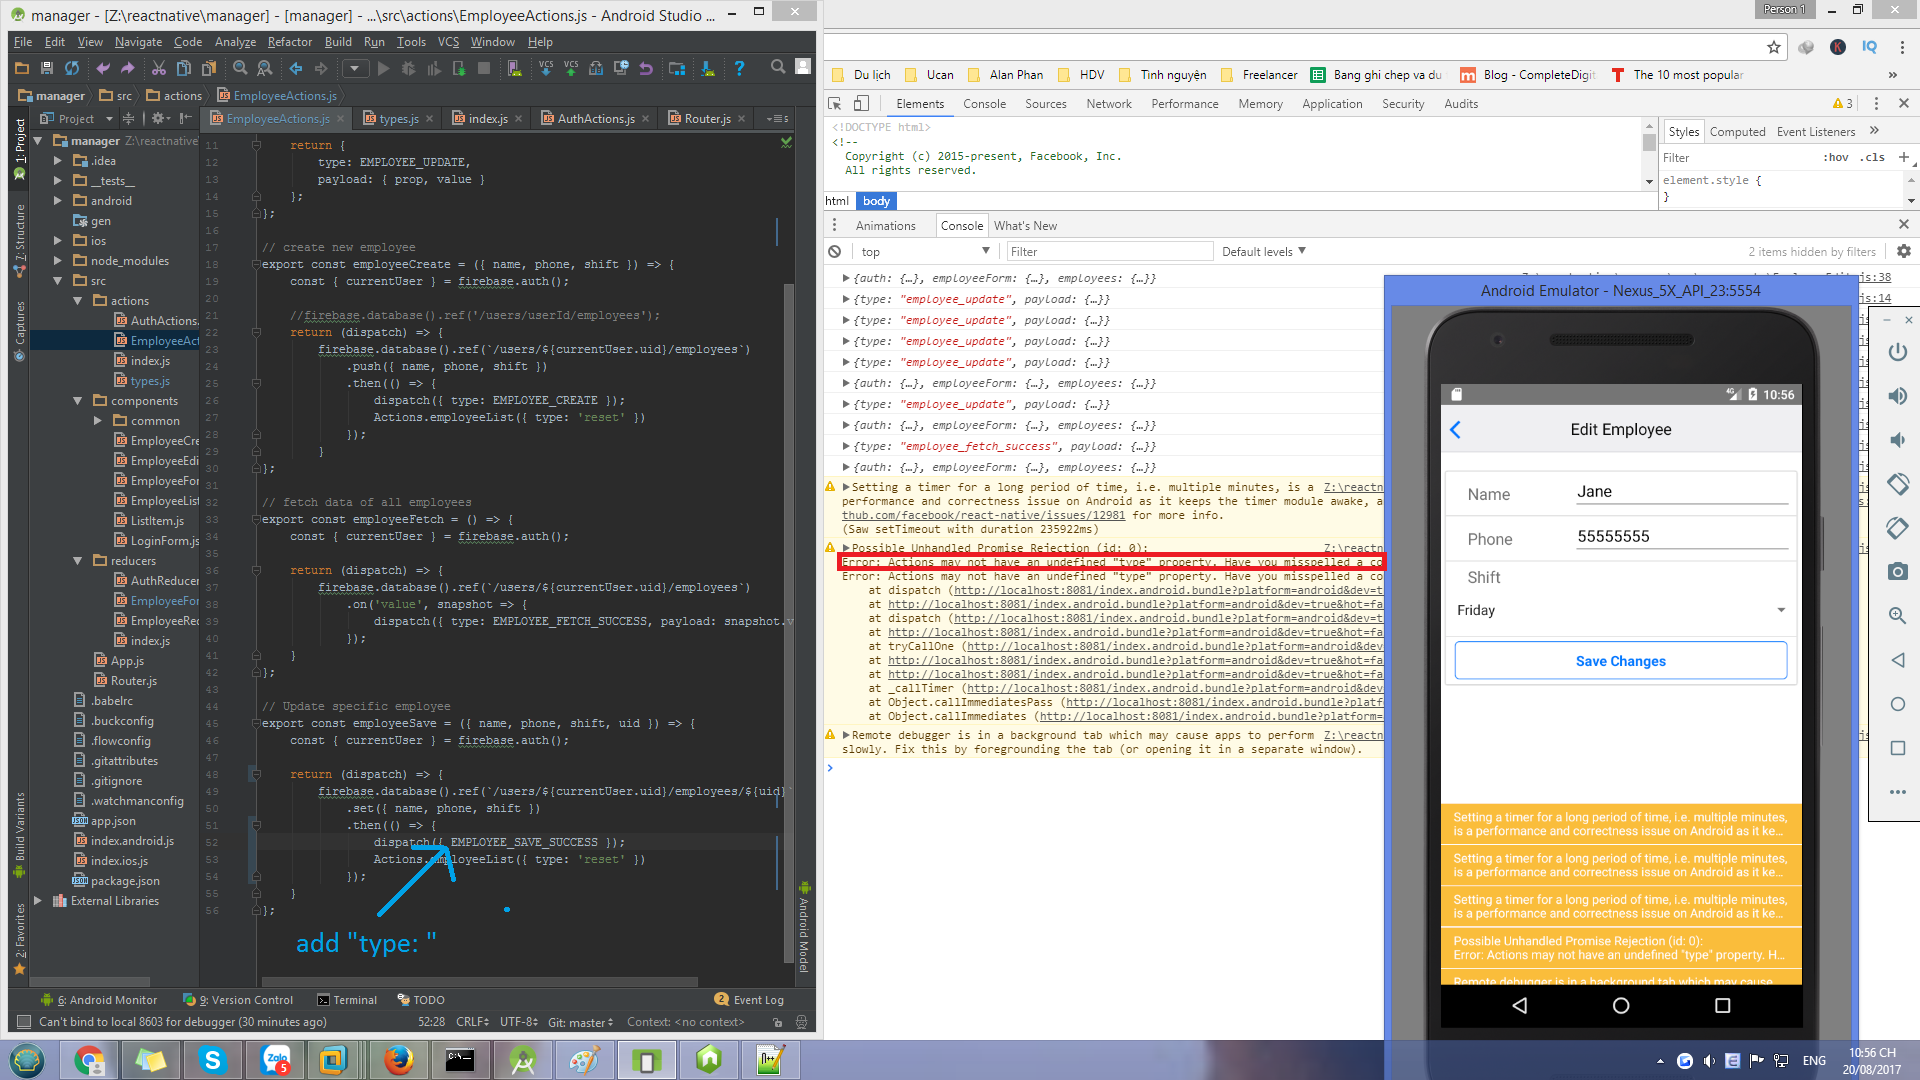 manager - [Z:\reactnative\manager] - [manager] - ...\src\actions\EmployeeActions.js - Android Studio ...
File Edit View Navigate Code Analyze Refactor Build Run Tools VCS Window Help
manager src actions EmployeeActions.js
Project
EmployeeActions.js types.js index.js AuthActions.js Router.js
1: Project
7: Structure
Captures
Build Variants
2: Favorites
Android Model
manager Z:\reactnative
.idea
__tests__
android
gen
ios
node_modules
src
actions
AuthActions.
EmployeeAct
index.js
types.js
components
common
EmployeeCre
EmployeeEdi
EmployeeFor
EmployeeList
ListItem.js
LoginForm.js
reducers
AuthReducer
EmployeeFor
EmployeeRed
index.js
App.js
Router.js
.babelrc
.buckconfig
.flowconfig
.gitattributes
.gitignore
.watchmanconfig
app.json
index.android.js
index.ios.js
package.json
External Libraries
11 return {
12 type: EMPLOYEE_UPDATE,
13 payload: { prop, value }
14 };
15 };
16
17 // create new employee
18 export const employeeCreate = ({ name, phone, shift }) => {
19 const { currentUser } = firebase.auth();
20
21 //firebase.database().ref('/users/userId/employees');
22 return (dispatch) => {
23 firebase.database().ref(`/users/${currentUser.uid}/employees`)
24 .push({ name, phone, shift })
25 .then(() => {
26 dispatch({ type: EMPLOYEE_CREATE });
27 Actions.employeeList({ type: 'reset' })
28 });
29 }
30 };
31
32 // fetch data of all employees
33 export const employeeFetch = () => {
34 const { currentUser } = firebase.auth();
35
36 return (dispatch) => {
37 firebase.database().ref(`/users/${currentUser.uid}/employees`)
38 .on('value', snapshot => {
39 dispatch({ type: EMPLOYEE_FETCH_SUCCESS, payload: snapshot.v
40 });
41 }
42 };
43
44 // Update specific employee
45 export const employeeSave = ({ name, phone, shift, uid }) => {
46 const { currentUser } = firebase.auth();
47
48 return (dispatch) => {
49 firebase.database().ref(`/users/${currentUser.uid}/employees/${uid}`
50 .set({ name, phone, shift })
51 .then(() => {
52 dispatch({ EMPLOYEE_SAVE_SUCCESS });
53 Actions.employeeList({ type: 'reset' })
54 });
55 }
56 };
add "type: "
6: Android Monitor 9: Version Control Terminal TODO 2 Event Log
Can't bind to local 8603 for debugger (30 minutes ago) 52:28 CRLF UTF-8 Git: master Context: <no context>
Person 1
Du lịch Ucan Alan Phan HDV Tình nguyện Freelancer Bang ghi chep va du Blog - CompleteDigit The 10 most popular »
Elements Console Sources Network Performance Memory Application Security Audits 3
<!DOCTYPE html>
<!--
Copyright (c) 2015-present, Facebook, Inc.
All rights reserved.
html body
Styles Computed Event Listeners »
Filter :hov .cls +
element.style {
}
Animations Console What's New
top Filter Default levels 2 items hidden by filters
{auth: {…}, employeeForm: {…}, employees: {…}} js:38
{type: "employee_update", payload: {…}} js:14
{type: "employee_update", payload: {…}}
{type: "employee_update", payload: {…}}
{type: "employee_update", payload: {…}}
{auth: {…}, employeeForm: {…}, employees: {…}}
{type: "employee_update", payload: {…}}
{auth: {…}, employeeForm: {…}, employees: {…}}
{type: "employee_fetch_success", payload: {…}}
{auth: {…}, employeeForm: {…}, employees: {…}}
Setting a timer for a long period of time, i.e. multiple minutes, is a Z:\reactn
performance and correctness issue on Android as it keeps the timer module awake, a
thub.com/facebook/react-native/issues/12981 for more info.
(Saw setTimeout with duration 235922ms)
Possible Unhandled Promise Rejection (id: 0): Z:\reactn
Error: Actions may not have an undefined "type" property. Have you misspelled a co
Error: Actions may not have an undefined "type" property. Have you misspelled a co
at dispatch (http://localhost:8081/index.android.bundle?platform=android&dev=t
at http://localhost:8081/index.android.bundle?platform=android&dev=true&hot=fa
at dispatch (http://localhost:8081/index.android.bundle?platform=android&dev=t
at http://localhost:8081/index.android.bundle?platform=android&dev=true&hot=fa
at tryCallOne (http://localhost:8081/index.android.bundle?platform=android&dev
at http://localhost:8081/index.android.bundle?platform=android&dev=true&hot=fa
at http://localhost:8081/index.android.bundle?platform=android&dev=true&hot=fa
at _callTimer (http://localhost:8081/index.android.bundle?platform=android&dev
at Object.callImmediatesPass (http://localhost:8081/index.android.bundle?platf
at Object.callImmediates (http://localhost:8081/index.android.bundle?platform=
Remote debugger is in a background tab which may cause apps to perform Z:\reactn
slowly. Fix this by foregrounding the tab (or opening it in a separate window).
Android Emulator - Nexus_5X_API_23:5554
10:56
Edit Employee
Name Jane
Phone 55555555
Shift
Friday
Save Changes
Setting a timer for a long period of time, i.e. multiple minutes,
is a performance and correctness issue on Android as it ke...
Setting a timer for a long period of time, i.e. multiple minutes,
is a performance and correctness issue on Android as it ke...
Setting a timer for a long period of time, i.e. multiple minutes,
is a performance and correctness issue on Android as it ke...
Possible Unhandled Promise Rejection (id: 0):
Error: Actions may not have an undefined "type" property. H...
Remote debugger is in a background tab which may cause
ENG 10:56 CH
20/08/2017